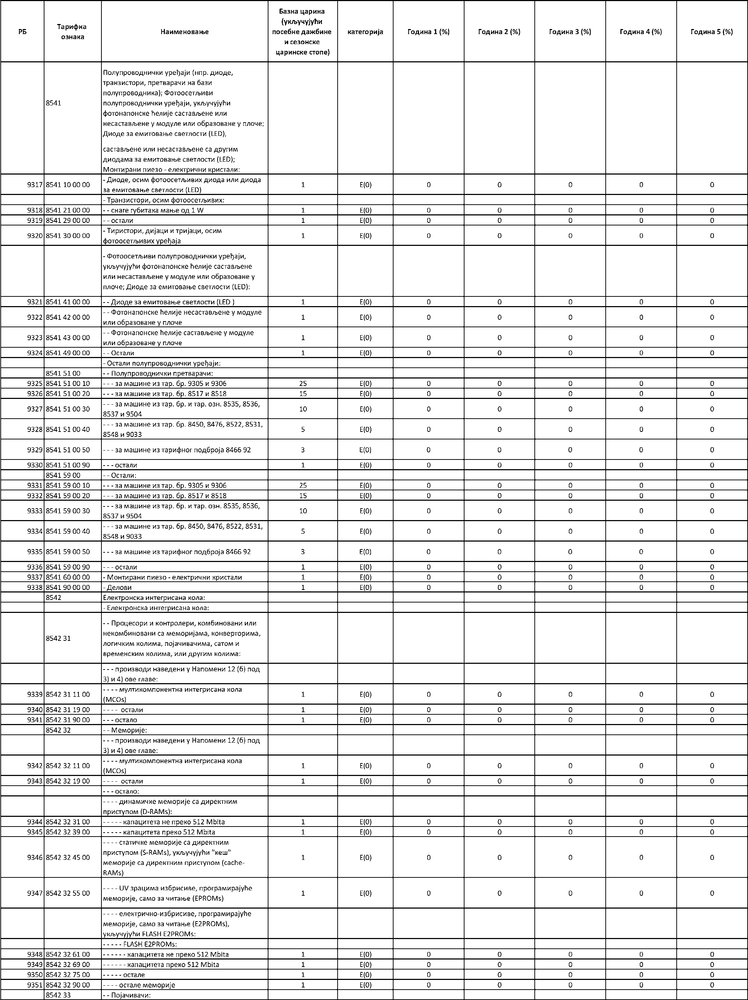 РБ Тарифна ознака Наименовање Базна царина (укључујући посебне дажбине и сезонске царинске стопе) категорија Година 1 (%) Година 2 (%) Година 3 (%) Година 4 (%) Година 5 (%)
8541 Полупроводнички уређаји (нпр. диоде,
транзистори, претварачи на бази
полупроводника); Фотоосетљиви
полупроводнички уређаји, укључујући
фотонапонске ћелије састављене или
несастављене у модуле или образоване у плоче;
Диоде за емитовање светлости (LED),
састављене или несастављене са другим
диодама за емитовање светлости (LED);
Монтирани пиезо - електрични кристали:
9317 8541 10 00 00 - Диоде, осим фотоосетљивих диода или диода за емитовање светлости (LED) 1 E(0) 0 0 0 0 0
- Транзистори, осим фотоосетљивих:
9318 8541 21 00 00 - - снаге губитака мање од 1 W 1 E(0) 0 0 0 0 0
9319 8541 29 00 00 - - остали 1 E(0) 0 0 0 0 0
9320 8541 30 00 00 - Тиристори, дијаци и тријаци, осим фотоосетљивих уређаја 1 E(0) 0 0 0 0 0
- Фотоосетљиви полупроводнички уређаји,
укључујући фотонапонске ћелије састављене
или несастављене у модуле или образоване у
плоче; Диоде за емитовање светлости (LED):
9321 8541 41 00 00 - - Диоде за емитовање светлости (LED ) 1 E(0) 0 0 0 0 0
9322 8541 42 00 00 - - Фотонапонске ћелије несастављене у модуле или образоване у плоче 1 E(0) 0 0 0 0 0
9323 8541 43 00 00 - - Фотонапонске ћелије састављене у модуле или образоване у плоче 1 E(0) 0 0 0 0 0
9324 8541 49 00 00 - - Остали 1 E(0) 0 0 0 0 0
- Остали полупроводнички уређаји:
8541 51 00 - - Полупроводнички претварачи:
9325 8541 51 00 10 - - - за машине из тар. бр. 9305 и 9306 25 E(0) 0 0 0 0 0
9326 8541 51 00 20 - - - за машине из тар. бр. 8517 и 8518 15 E(0) 0 0 0 0 0
9327 8541 51 00 30 - - - за машине из тар. бр. и тар. озн. 8535, 8536, 8537 и 9504 10 E(0) 0 0 0 0 0
9328 8541 51 00 40 - - - за машине из тар. бр. 8450, 8476, 8522, 8531, 8548 и 9033 5 E(0) 0 0 0 0 0
9329 8541 51 00 50 - - - за машине из тарифног подброја 8466 92 3 E(0) 0 0 0 0 0
9330 8541 51 00 90 - - - остали 1 E(0) 0 0 0 0 0
8541 59 00 - - Остали:
9331 8541 59 00 10 - - - за машине из тар. бр. 9305 и 9306 25 E(0) 0 0 0 0 0
9332 8541 59 00 20 - - - за машине из тар. бр. 8517 и 8518 15 E(0) 0 0 0 0 0
9333 8541 59 00 30 - - - за машине из тар. бр. и тар. озн. 8535, 8536, 8537 и 9504 10 E(0) 0 0 0 0 0
9334 8541 59 00 40 - - - за машине из тар. бр. 8450, 8476, 8522, 8531, 8548 и 9033 5 E(0) 0 0 0 0 0
9335 8541 59 00 50 - - - за машине из тарифног подброја 8466 92 3 E(0) 0 0 0 0 0
9336 8541 59 00 90 - - - остали 1 E(0) 0 0 0 0 0
9337 8541 60 00 00 - Монтирани пиезо - електрични кристали 1 E(0) 0 0 0 0 0
9338 8541 90 00 00 - Делови 1 E(0) 0 0 0 0 0
8542 Електронска интегрисана кола:
- Електронска интегрисана кола:
8542 31 - - Процесори и контролери, комбиновани или
некомбиновани са меморијама, конверторима,
логичким колима, појачивачима, сатом и
временским колима, или другим колима:
- - - производи наведени у Напомени 12 (б) под
3) и 4) ове главе:
9339 8542 31 11 00 - - - - мултикомпонентна интегрисана кола (MCOs) 1 E(0) 0 0 0 0 0
9340 8542 31 19 00 - - - - остали 1 E(0) 0 0 0 0 0
9341 8542 31 90 00 - - - остало 1 E(0) 0 0 0 0 0
8542 32 - - Меморије:
- - - производи наведени у Напомени 12 (б) под
3) и 4) ове главе:
9342 8542 32 11 00 - - - - мултикомпонентна интегрисана кола (MCOs) 1 E(0) 0 0 0 0 0
9343 8542 32 19 00 - - - - остали 1 E(0) 0 0 0 0 0
- - - остало:
- - - - динамичке меморије са директним
приступом (D-RAMs):
9344 8542 32 31 00 - - - - - капацитета не преко 512 Mbita 1 E(0) 0 0 0 0 0
9345 8542 32 39 00 - - - - - капацитета преко 512 Mbita 1 E(0) 0 0 0 0 0
9346 8542 32 45 00 - - - - статичке меморије са директним приступом (S-RAMs), укључујући "кеш" меморије са директним приступом (cache-RAMs) 1 E(0) 0 0 0 0 0
9347 8542 32 55 00 - - - - UV зрацима избрисиве, програмирајуће меморије, само за читање (EPROMs) 1 E(0) 0 0 0 0 0
- - - - електрично-избрисиве, програмирајуће
меморије, само за читање (E2PROMs),
укључујући FLASH E2PROMs:
- - - - - FLASH E2PROMs:
9348 8542 32 61 00 - - - - - - капацитета не преко 512 Mbita 1 E(0) 0 0 0 0 0
9349 8542 32 69 00 - - - - - - капацитета преко 512 Mbita 1 E(0) 0 0 0 0 0
9350 8542 32 75 00 - - - - - остале 1 E(0) 0 0 0 0 0
9351 8542 32 90 00 - - - - остале меморије 1 E(0) 0 0 0 0 0
8542 33 - - Појачивачи: